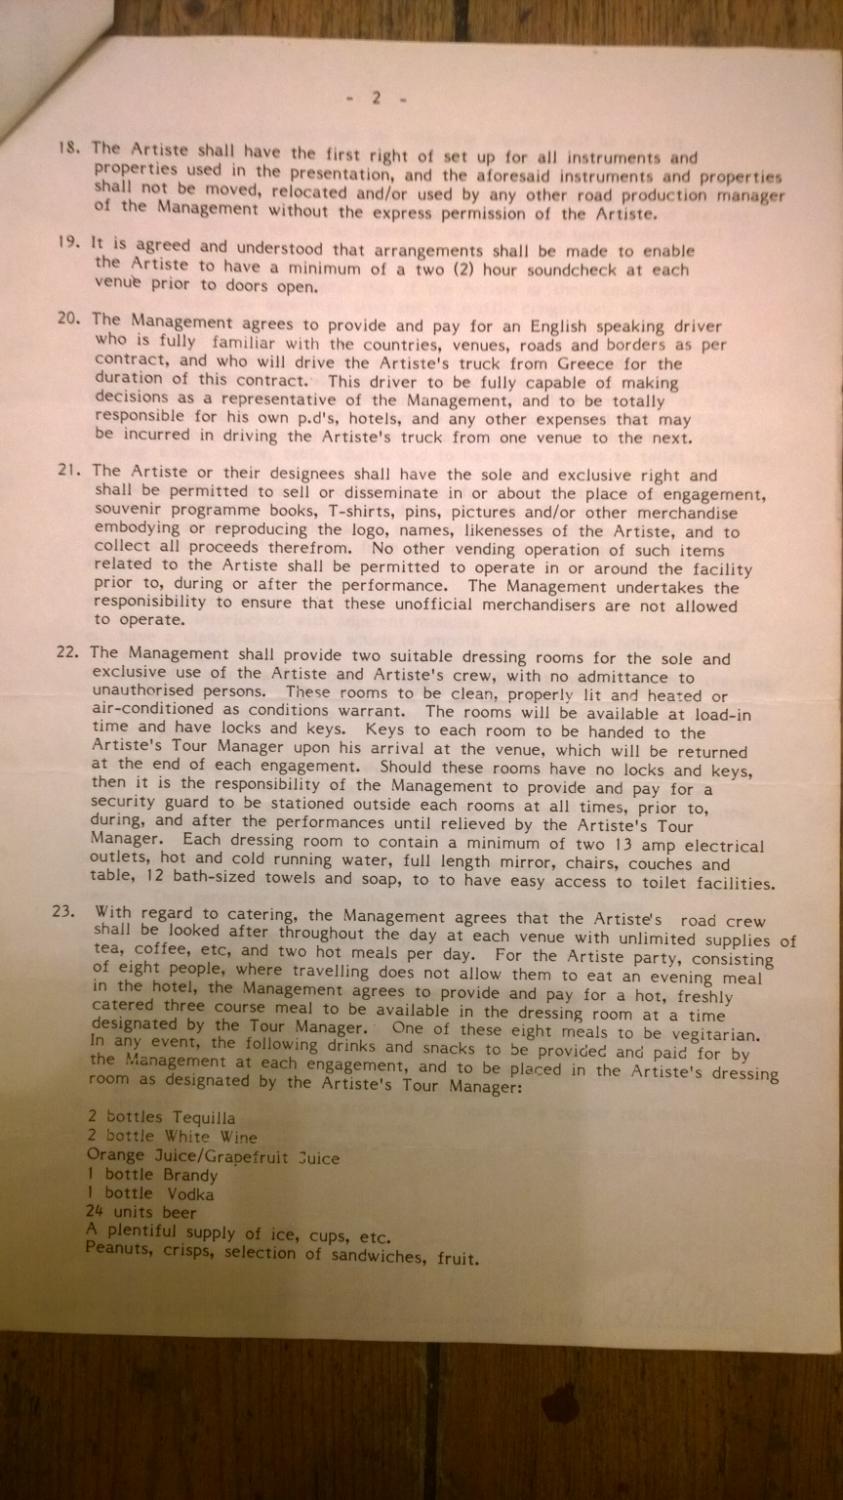 - 2 -
18. The Artiste shall have the first right of set up for all instruments and
properties used in the presentation, and the aforesaid instruments and properties
shall not be moved, relocated and/or used by any other road production manager
of the Management without the express permission of the Artiste.
19. It is agreed and understood that arrangements shall be made to enable
the Artiste to have a minimum of a two (2) hour soundcheck at each
venue prior to doors open.
20. The Management agrees to provide and pay for an English speaking driver
who is fully familiar with the countries, venues, roads and borders as per
contract, and who will drive the Artiste's truck from Greece for the
duration of this contract. This driver to be fully capable of making
decisions as a representative of the Management, and to be totally
responsible for his own p.d's, hotels, and any other expenses that may
be incurred in driving the Artiste's truck from one venue to the next.
21. The Artiste or their designees shall have the sole and exclusive right and
shall be permitted to sell or disseminate in or about the place of engagement,
souvenir programme books, T-shirts, pins, pictures and/or other merchandise
embodying or reproducing the logo, names, likenesses of the Artiste, and to
collect all proceeds therefrom. No other vending operation of such items
related to the Artiste shall be permitted to operate in or around the facility
prior to, during or after the performance. The Management undertakes the
responisibility to ensure that these unofficial merchandisers are not allowed
to operate.
22. The Management shall provide two suitable dressing rooms for the sole and
exclusive use of the Artiste and Artiste's crew, with no admittance to
unauthorised persons. These rooms to be clean, properly lit and heated or
air-conditioned as conditions warrant. The rooms will be available at load-in
time and have locks and keys. Keys to each room to be handed to the
Artiste's Tour Manager upon his arrival at the venue, which will be returned
at the end of each engagement. Should these rooms have no locks and keys,
then it is the responsibility of the Management to provide and pay for a
security guard to be stationed outside each rooms at all times, prior to,
during, and after the performances until relieved by the Artiste's Tour
Manager. Each dressing room to contain a minimum of two 13 amp electrical
outlets, hot and cold running water, full length mirror, chairs, couches and
table, 12 bath-sized towels and soap, to to have easy access to toilet facilities.
23. With regard to catering, the Management agrees that the Artiste's road crew
shall be looked after throughout the day at each venue with unlimited supplies of
tea, coffee, etc, and two hot meals per day. For the Artiste party, consisting
of eight people, where travelling does not allow them to eat an evening meal
in the hotel, the Management agrees to provide and pay for a hot, freshly
catered three course meal to be available in the dressing room at a time
designated by the Tour Manager. One of these eight meals to be vegitarian.
In any event, the following drinks and snacks to be provided and paid for by
the Management at each engagement, and to be placed in the Artiste's dressing
room as designated by the Artiste's Tour Manager:
2 bottles Tequilla
2 bottle White Wine
Orange Juice/Grapefruit Juice
1 bottle Brandy
1 bottle Vodka
24 units beer
A plentiful supply of ice, cups, etc.
Peanuts, crisps, selection of sandwiches, fruit.